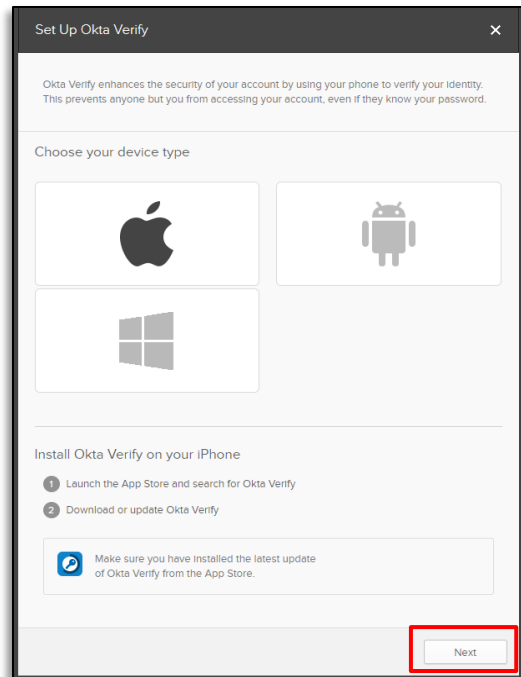 Set Up Okta Verify
Okta Verify enhances the security of your account by using your phone to verify your identity.
This prevents anyone but you from accessing your account, even if they know your password.
Choose your device type
Install Okta Verify on your iPhone
1 Launch the App Store and search for Okta Verify
2 Download or update Okta Verify
Make sure you have installed the latest update
of Okta Verify from the App Store.
Next